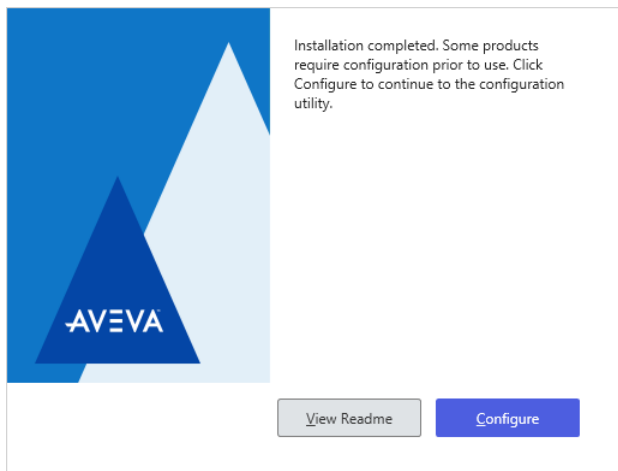 Installation completed. Some products
require configuration prior to use. Click
Configure to continue to the configuration
utility.
AVEVA
View Readme
Configure